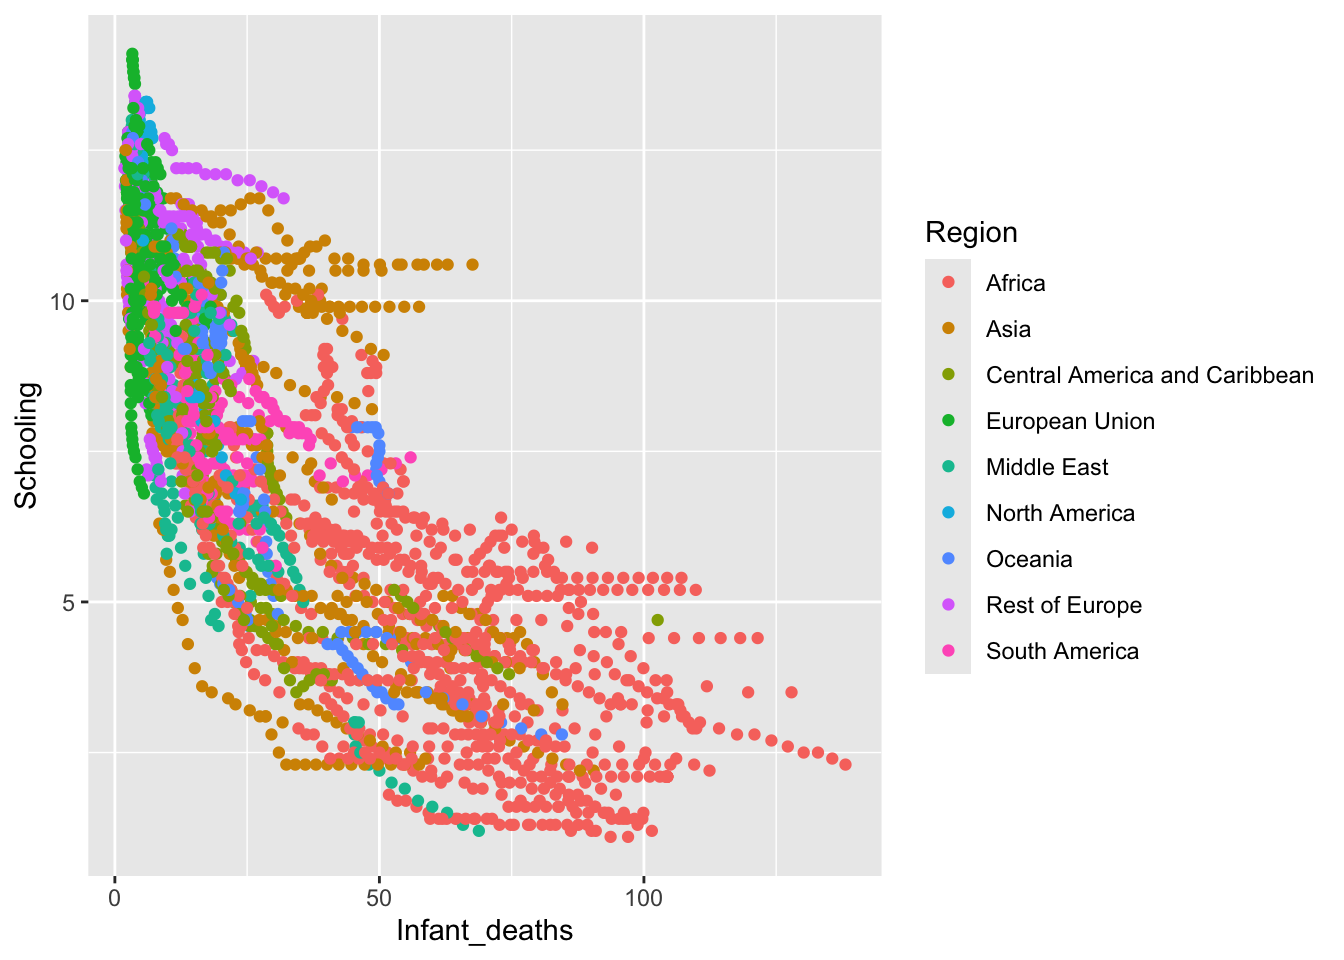 10
5
Schooling
0
50
100
Infant_deaths
Region
Africa
Asia
Central America and Caribbean
European Union
Middle East
North America
Oceania
Rest of Europe
South America